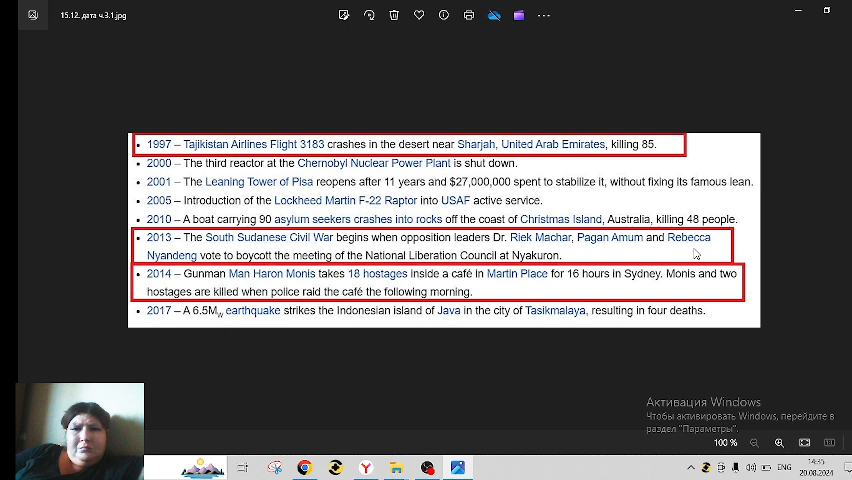 15.12. дата ч.3.1.jpg
1997 – Tajikistan Airlines Flight 3183 crashes in the desert near Sharjah, United Arab Emirates, killing 85.
2000 – The third reactor at the Chernobyl Nuclear Power Plant is shut down.
2001 – The Leaning Tower of Pisa reopens after 11 years and $27,000,000 spent to stabilize it, without fixing its famous lean.
2005 – Introduction of the Lockheed Martin F-22 Raptor into USAF active service.
2010 – A boat carrying 90 asylum seekers crashes into rocks off the coast of Christmas Island, Australia, killing 48 people.
2013 – The South Sudanese Civil War begins when opposition leaders Dr. Riek Machar, Pagan Amum and Rebecca
Nyandeng vote to boycott the meeting of the National Liberation Council at Nyakuron.
2014 – Gunman Man Haron Monis takes 18 hostages inside a café in Martin Place for 16 hours in Sydney. Monis and two
hostages are killed when police raid the café the following morning.
2017 – A 6.5Mw earthquake strikes the Indonesian island of Java in the city of Tasikmalaya, resulting in four deaths.
Активация Windows
Чтобы активировать Windows, перейдите в
раздел "Параметры".
100 %
ENG
14:35
20.08.2024